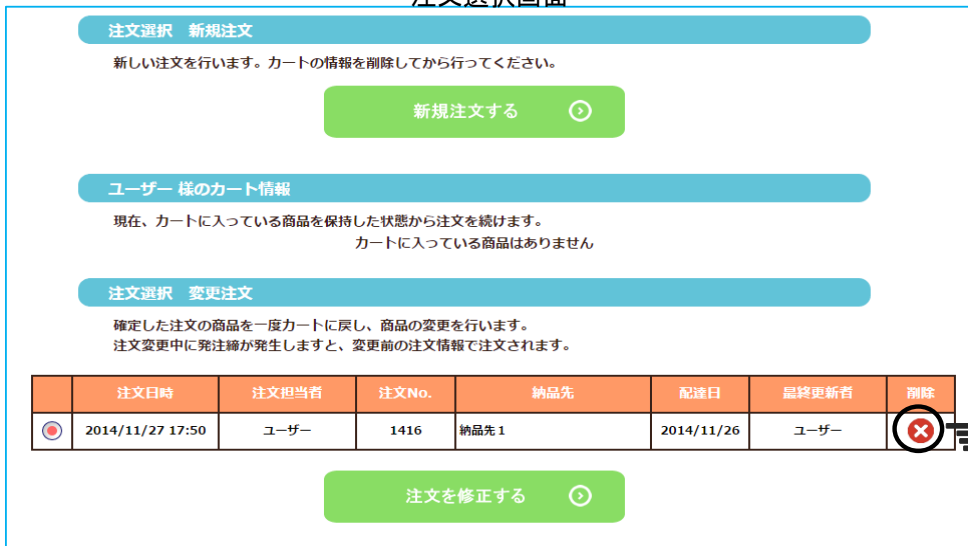 注文選択画面
注文選択 新規注文
新しい注文を行います。カートの情報を削除してから行ってください。
新規注文する
ユーザー 様のカート情報
現在、カートに入っている商品を保持した状態から注文を続けます。
カートに入っている商品はありません
注文選択 変更注文
確定した注文の商品を一度カートに戻し、商品の変更を行います。
注文変更中に発注締が発生しますと、変更前の注文情報で注文されます。
注文日時 注文担当者 注文No. 納品先 配達日 最終更新者 削除
2014/11/27 17:50 ユーザー 1416 納品先1 2014/11/26 ユーザー
注文を修正する